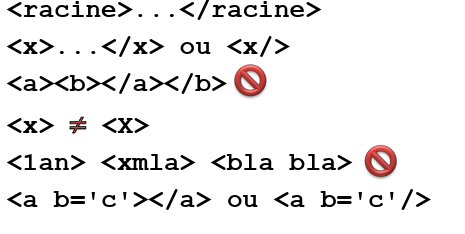 <racine>...</racine>
<x>...</x> ou <x/>
<a><b></a></b>
<x> ≠ <X>
<1an> <xmla> <bla bla>
<a b='c'></a> ou <a b='c'/>